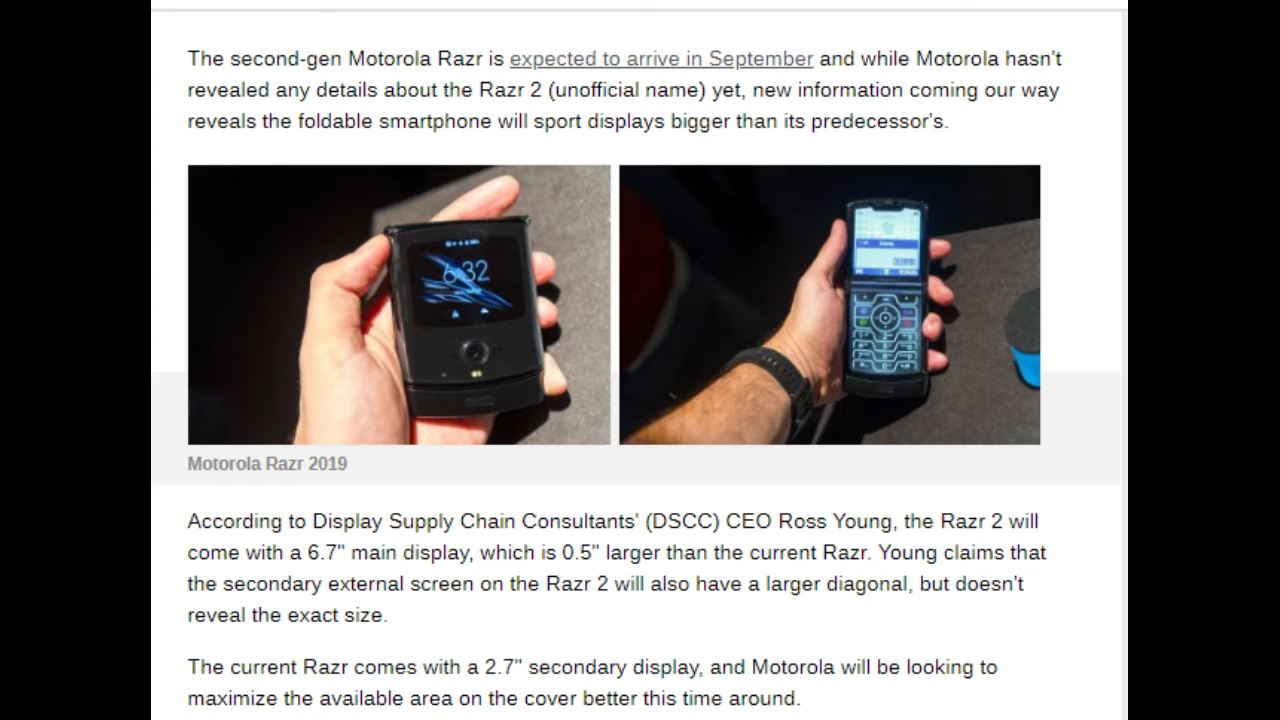 The second-gen Motorola Razr is expected to arrive in September and while Motorola hasn't
revealed any details about the Razr 2 (unofficial name) yet, new information coming our way
reveals the foldable smartphone will sport displays bigger than its predecessor's.
6:32
Motorola Razr 2019
According to Display Supply Chain Consultants' (DSCC) CEO Ross Young, the Razr 2 will
come with a 6.7" main display, which is 0.5" larger than the current Razr. Young claims that
the secondary external screen on the Razr 2 will also have a larger diagonal, but doesn't
reveal the exact size.
The current Razr comes with a 2.7" secondary display, and Motorola will be looking to
maximize the available area on the cover better this time around.